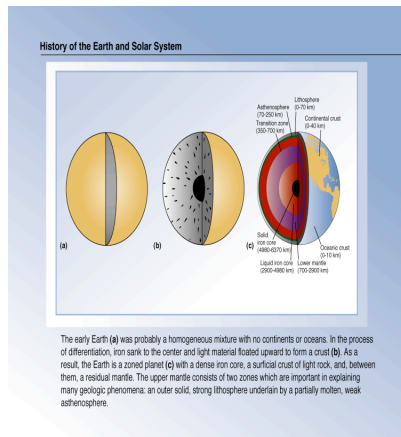 History of the Earth and Solar System
Lithosphere
(0-70 km)
Asthenosphere
(70-250 km)
Continental crust
(0-40 km)
Transition zone
(350-700 km)
(a)
(b)
(c)
Solid
iron core
(4980-6370 km)
Oceanic crust
(0-10 km)
Liquid iron core
(2900-4980 km)
Lower mantle
(700-2900 km)
The early Earth (a) was probably a homogeneous mixture with no continents or oceans. In the process
of differentiation, iron sank to the center and light material floated upward to form a crust (b). As a
result, the Earth is a zoned planet (c) with a dense iron core, a surficial crust of light rock, and, between
them, a residual mantle. The upper mantle consists of two zones which are important in explaining
many geologic phenomena: an outer solid, strong lithosphere underlain by a partially molten, weak
asthenosphere.